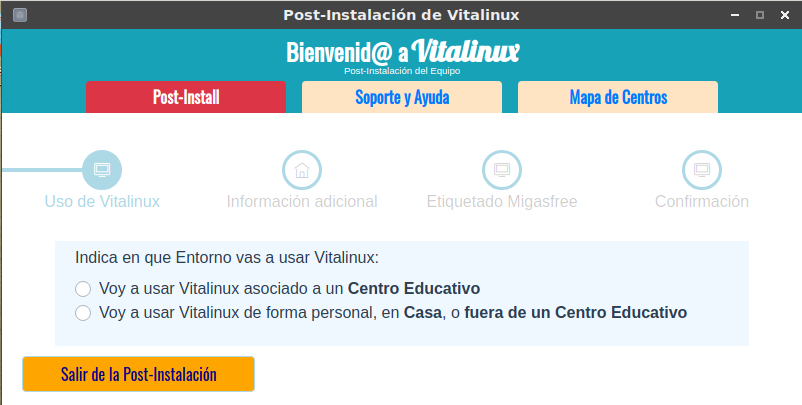 Post-Instalación de Vitalinux
Bienvenid@ a Vitalinux
Post-Instalación del Equipo
Post-Install
Soporte y Ayuda
Mapa de Centros
Uso de Vitalinux
Información adicional
Etiquetado Migasfree
Confirmación
Indica en que Entorno vas a usar Vitalinux:
Voy a usar Vitalinux asociado a un Centro Educativo
Voy a usar Vitalinux de forma personal, en Casa, o fuera de un Centro Educativo
Salir de la Post-Instalación